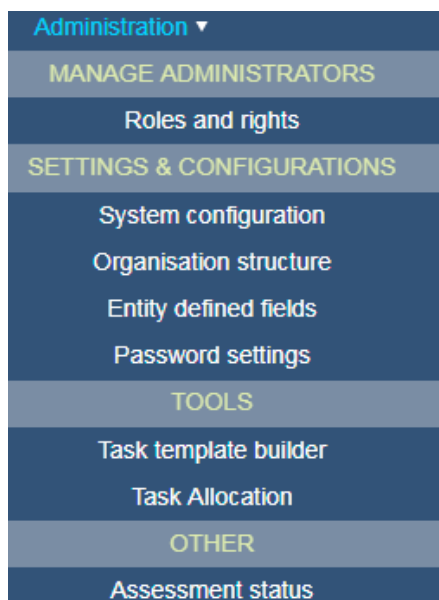 Administration ▾
MANAGE ADMINISTRATORS
Roles and rights
SETTINGS & CONFIGURATIONS
System configuration
Organisation structure
Entity defined fields
Password settings
TOOLS
Task template builder
Task Allocation
OTHER
Assessment status